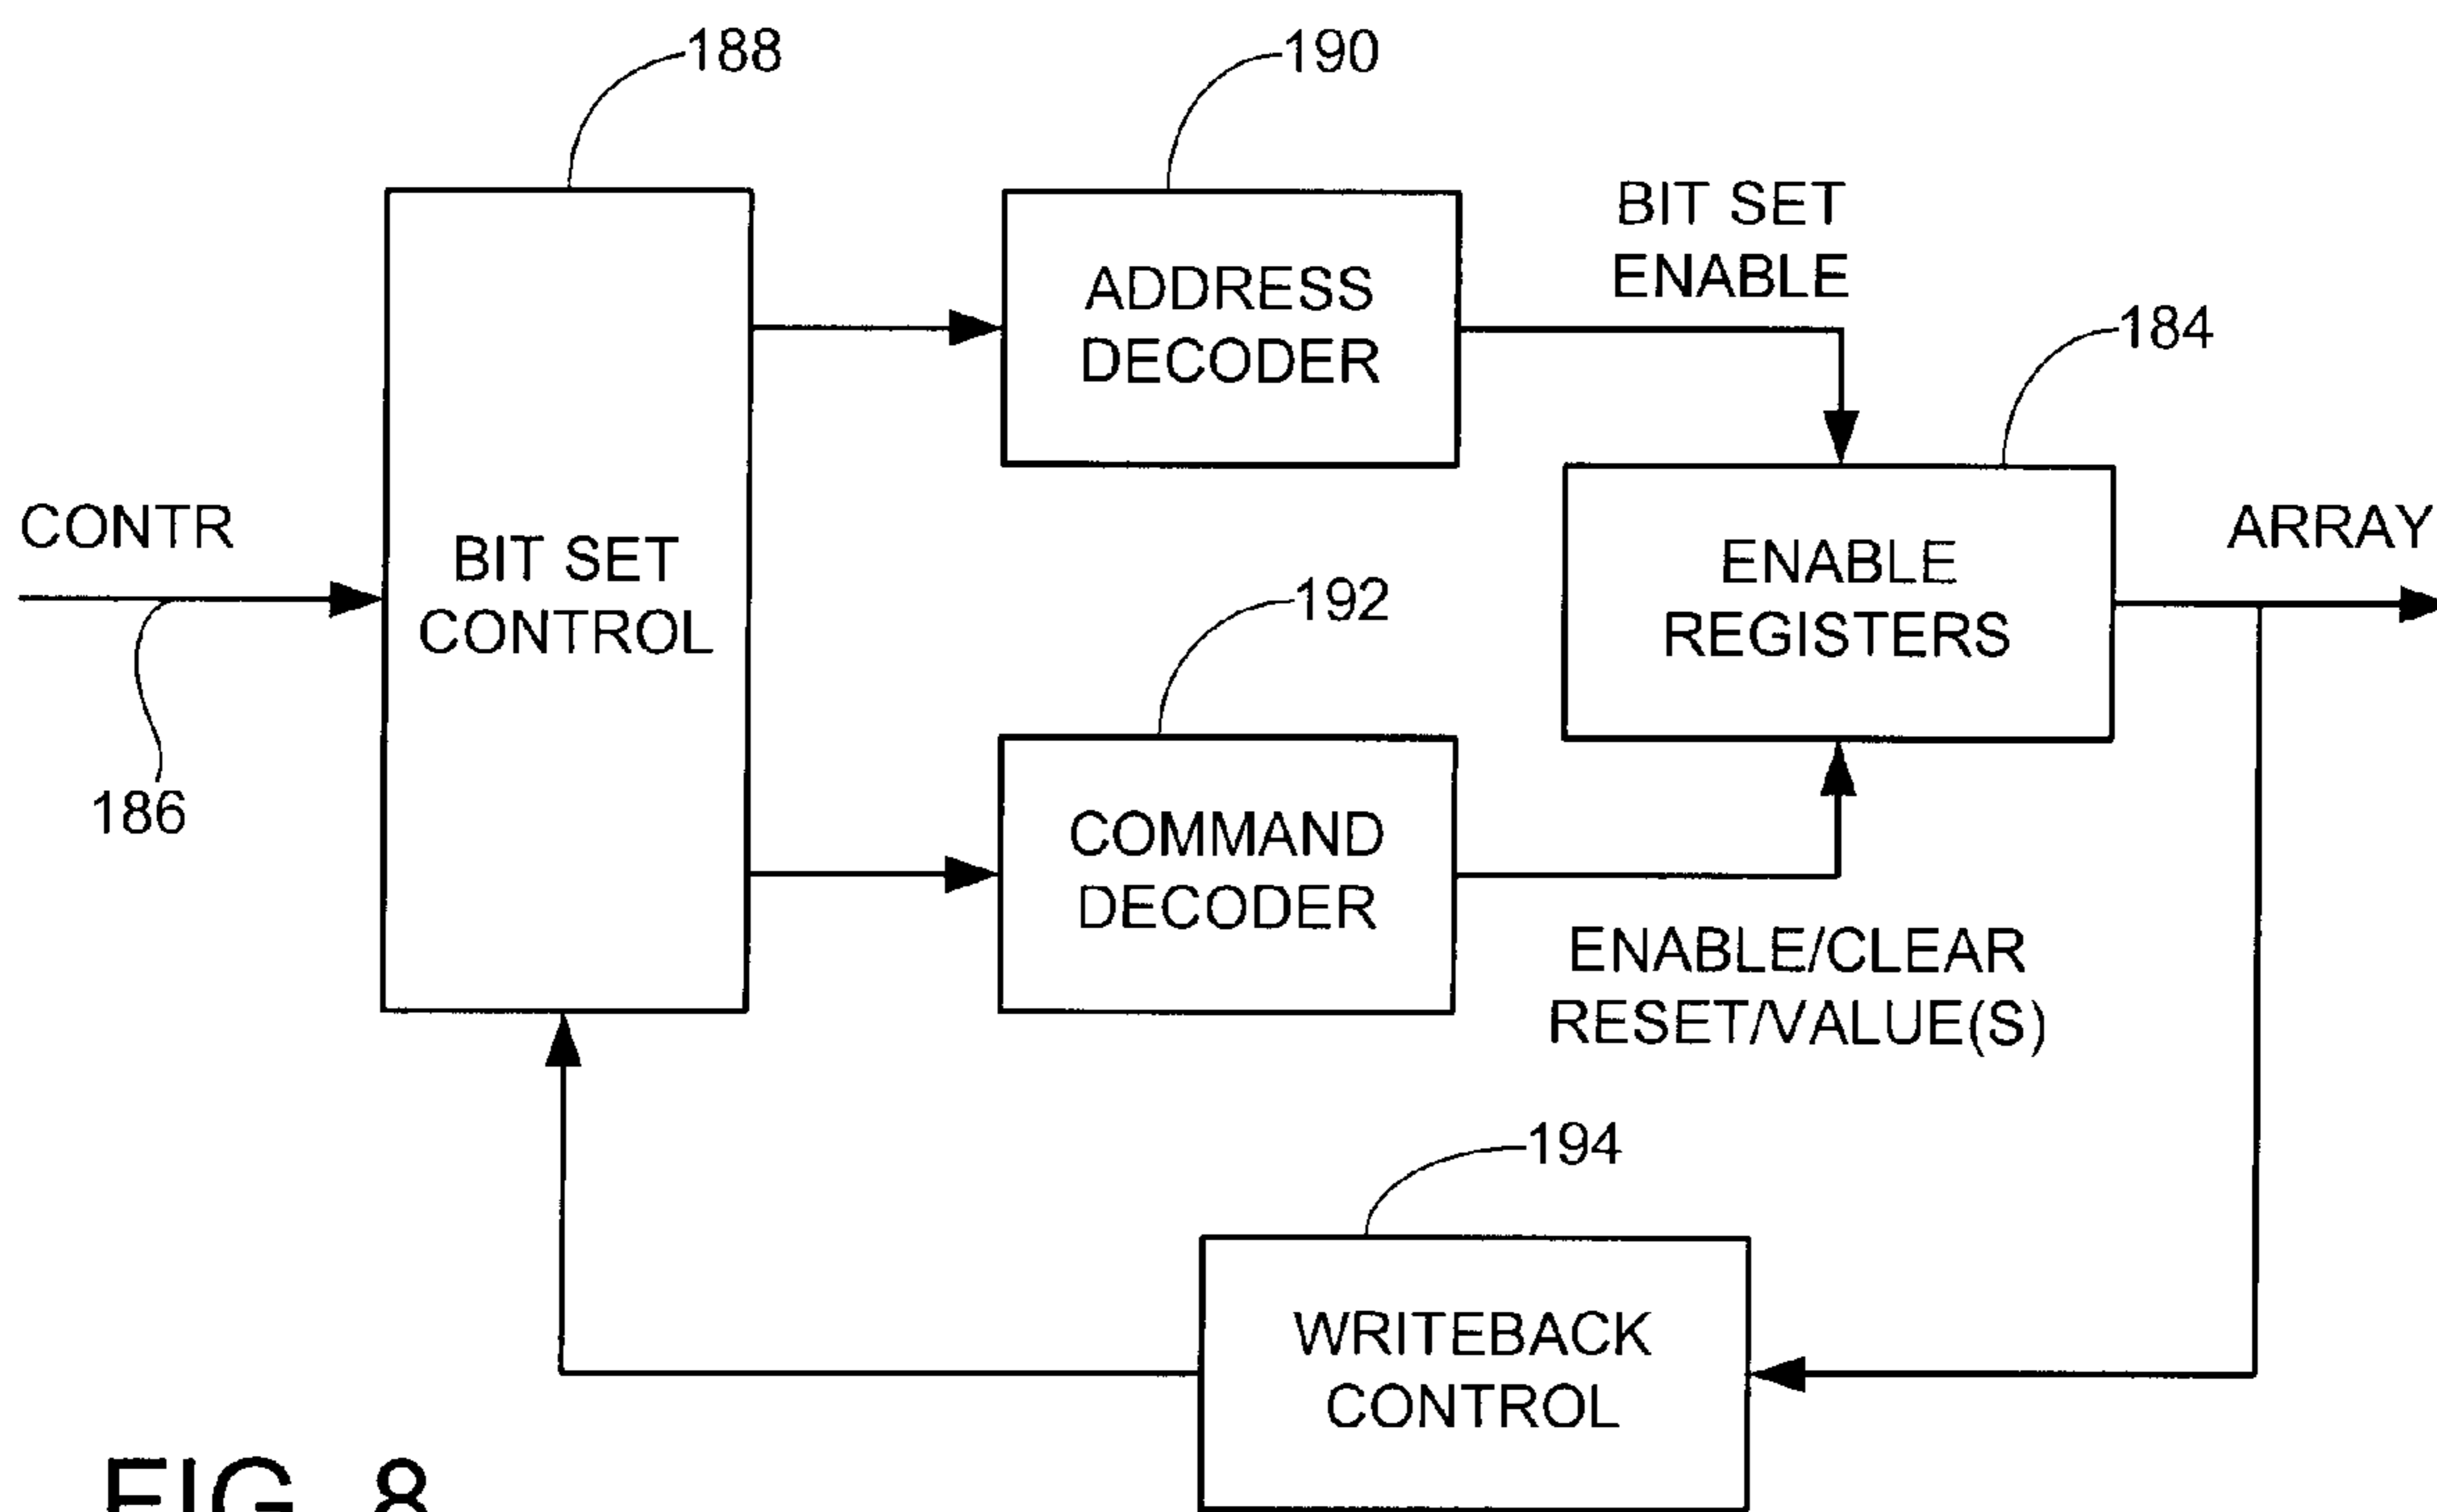 188
190
BIT SET
ENABLE
ADDRESS
DECODER
184
CONTR
BIT SET
CONTROL
ENABLE
REGISTERS
ARRAY
192
186
COMMAND
DECODER
ENABLE/CLEAR
RESET/VALUE(S)
194
WRITEBACK
CONTROL
FIG. 8